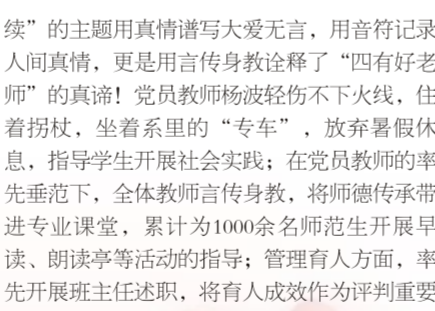 续”的主题用真情谱写大爱无言，用音符记录
人间真情，更是用言传身教诠释了“四有好老
师”的真谛！党员教师杨波轻伤不下火线，住
着拐杖，坐着系里的“专车”，放弃暑假休
息，指导学生开展社会实践；在党员教师的率
先垂范下，全体教师言传身教，将师德传承带
进专业课堂，累计为1000余名师范生开展早
读、朗读亭等活动的指导；管理育人方面，率
先开展班主任述职，将育人成效作为评判重要